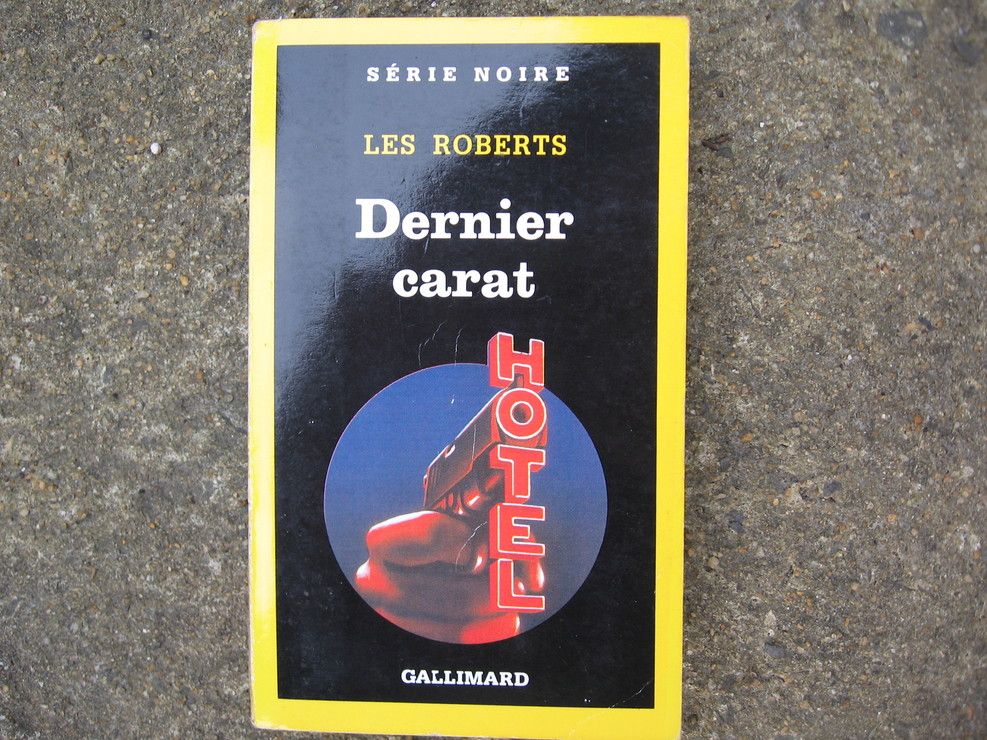 SÉRIE NOIRE
LES ROBERTS
Dernier
carat
HOTEL
GALLIMARD